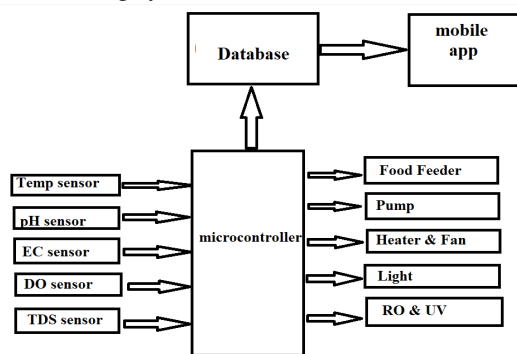 Database
mobile
app
Temp sensor
pH sensor
EC sensor
DO sensor
TDS sensor
microcontroller
Food Feeder
Pump
Heater & Fan
Light
RO & UV